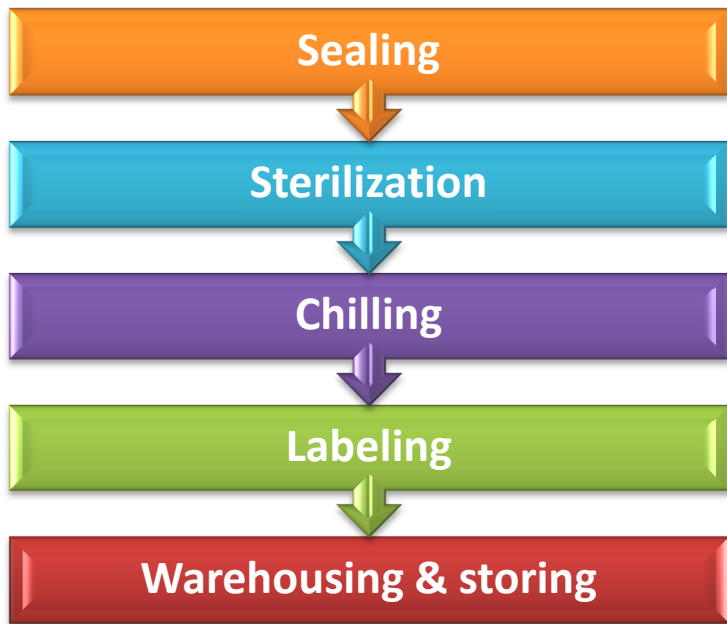 Sealing
Sterilization
Chilling
Labeling
Warehousing & storing